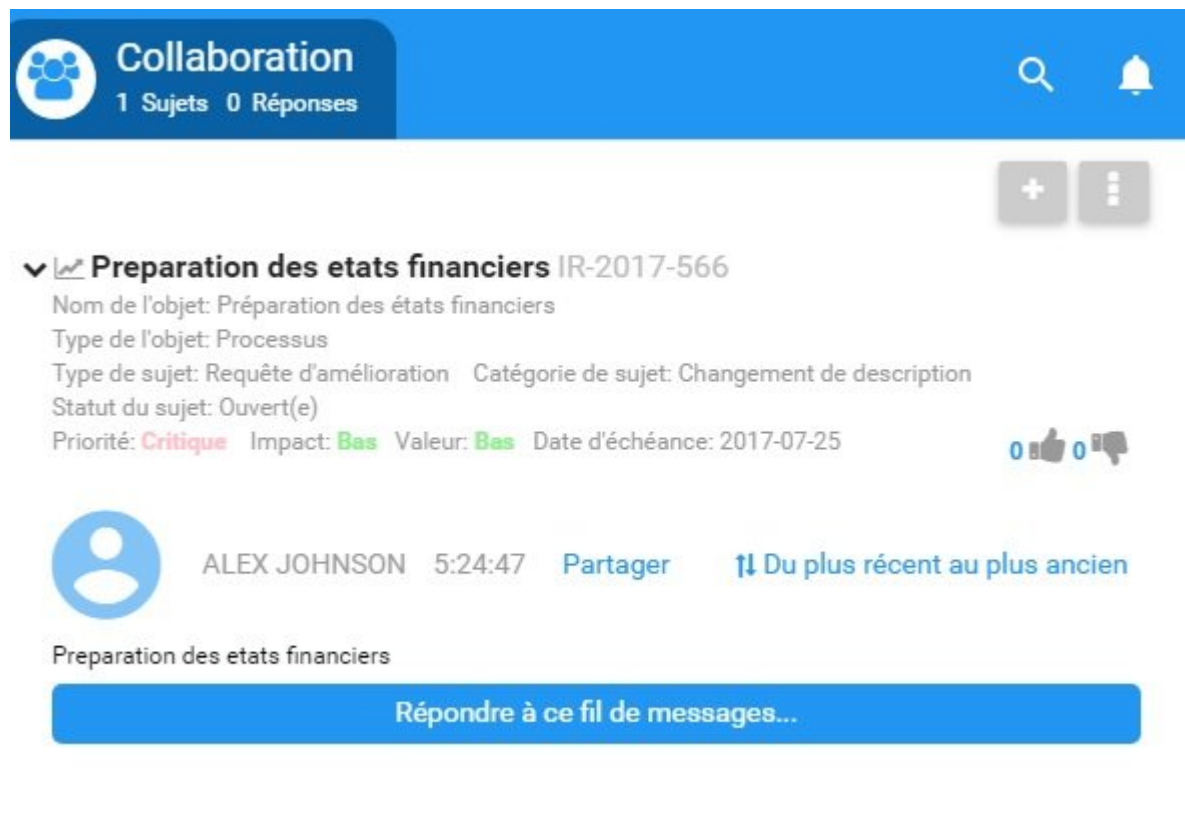 Collaboration
1 Sujets 0 Réponses
Preparation des etats financiers IR-2017-566
Nom de l'objet: Préparation des états financiers
Type de l'objet: Processus
Type de sujet: Requête d'amélioration Catégorie de sujet: Changement de description
Statut du sujet: Ouvert(e)
Priorité: Critique Impact: Bas Valeur: Bas Date d'échéance: 2017-07-25
0 0
ALEX JOHNSON 5:24:47 Partager Du plus récent au plus ancien
Preparation des etats financiers
Répondre à ce fil de messages...